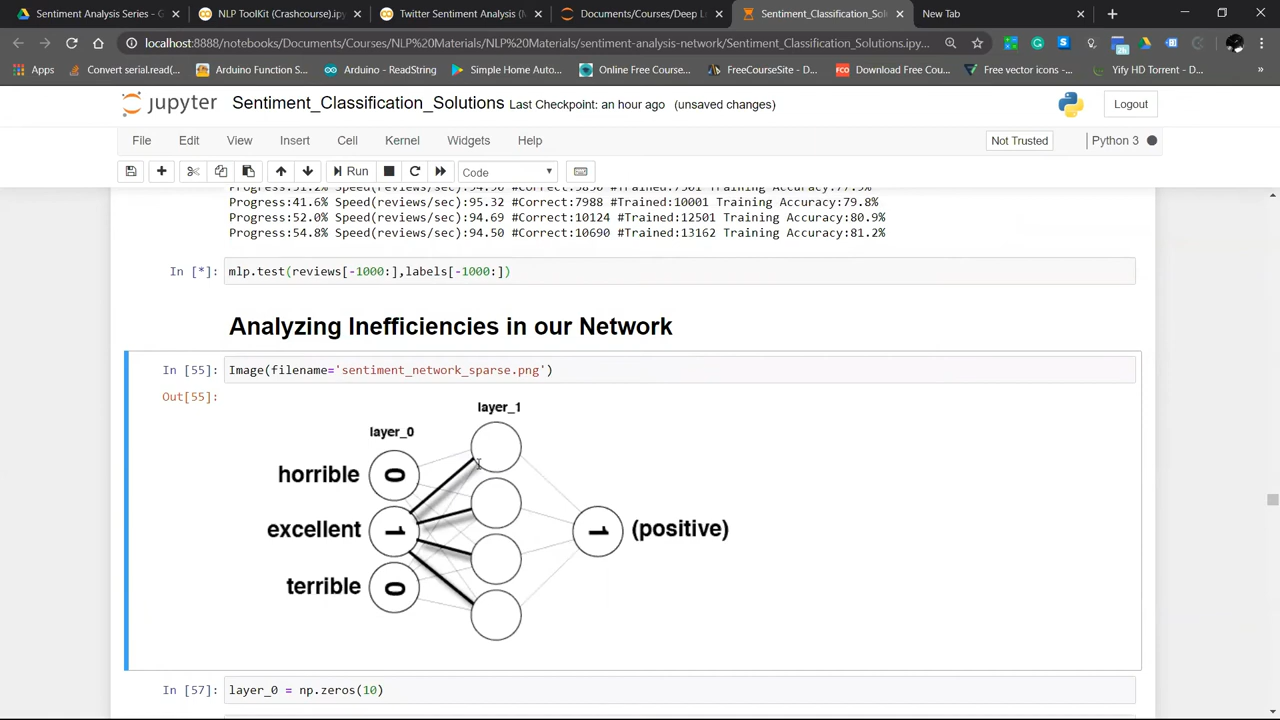 Sentiment Analysis Series - G
NLP ToolKit (Crashcourse).ipyn
Twitter Sentiment Analysis (M
Documents/Courses/Deep L
Sentiment_Classification_Solu
New Tab
localhost:8888/notebooks/Documents/Courses/NLP%20Materials/NLP%20Materials/sentiment-analysis-network/Sentiment_Classification_Solutions.ipy...
Apps
Convert serial.read(...
Arduino Function S...
Arduino - ReadString
Simple Home Auto...
Online Free Course...
FreeCourseSite - D...
Download Free Cou...
Free vector icons -...
Yify HD Torrent - D...
jupyter
Sentiment_Classification_Solutions Last Checkpoint: an hour ago (unsaved changes)
Logout
File Edit View Insert Cell Kernel Widgets Help
Not Trusted
Python 3
Run
Code
Progress:41.6% Speed(reviews/sec):95.32 #Correct:7988 #Trained:10001 Training Accuracy:79.8%
Progress:52.0% Speed(reviews/sec):94.69 #Correct:10124 #Trained:12501 Training Accuracy:80.9%
Progress:54.8% Speed(reviews/sec):94.50 #Correct:10690 #Trained:13162 Training Accuracy:81.2%
In [*]: mlp.test(reviews[-1000:],labels[-1000:])
Analyzing Inefficiencies in our Network
In [55]: Image(filename='sentiment_network_sparse.png')
Out[55]:
layer_1
layer_0
horrible 0
excellent 1
1 (positive)
terrible 0
In [57]: layer_0 = np.zeros(10)